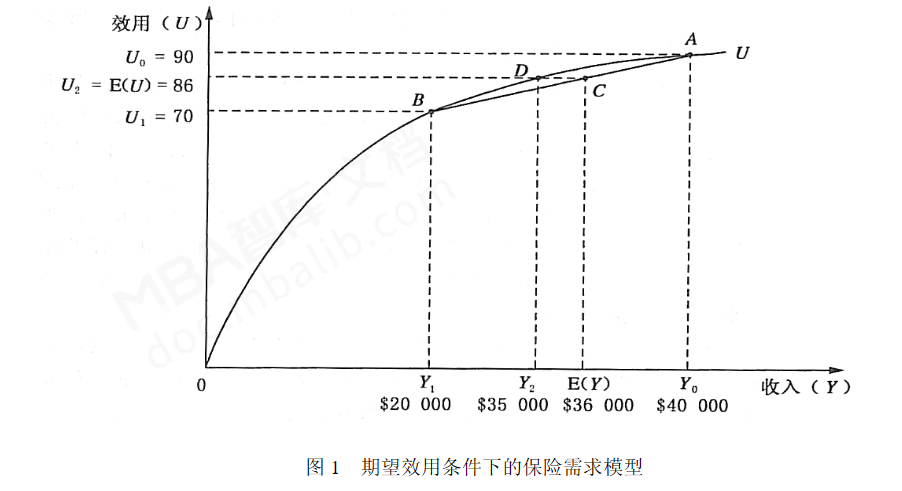 效用（U）
U₀ = 90
U₂ = E(U) = 86
U₁ = 70
A
U
D
C
B
MBA智库文档
doc.mbalib.com
0
Y₁ Y₂ E(Y) Y₀ 收入（Y）
$20 000 $35 000 $36 000 $40 000
图 1 期望效用条件下的保险需求模型